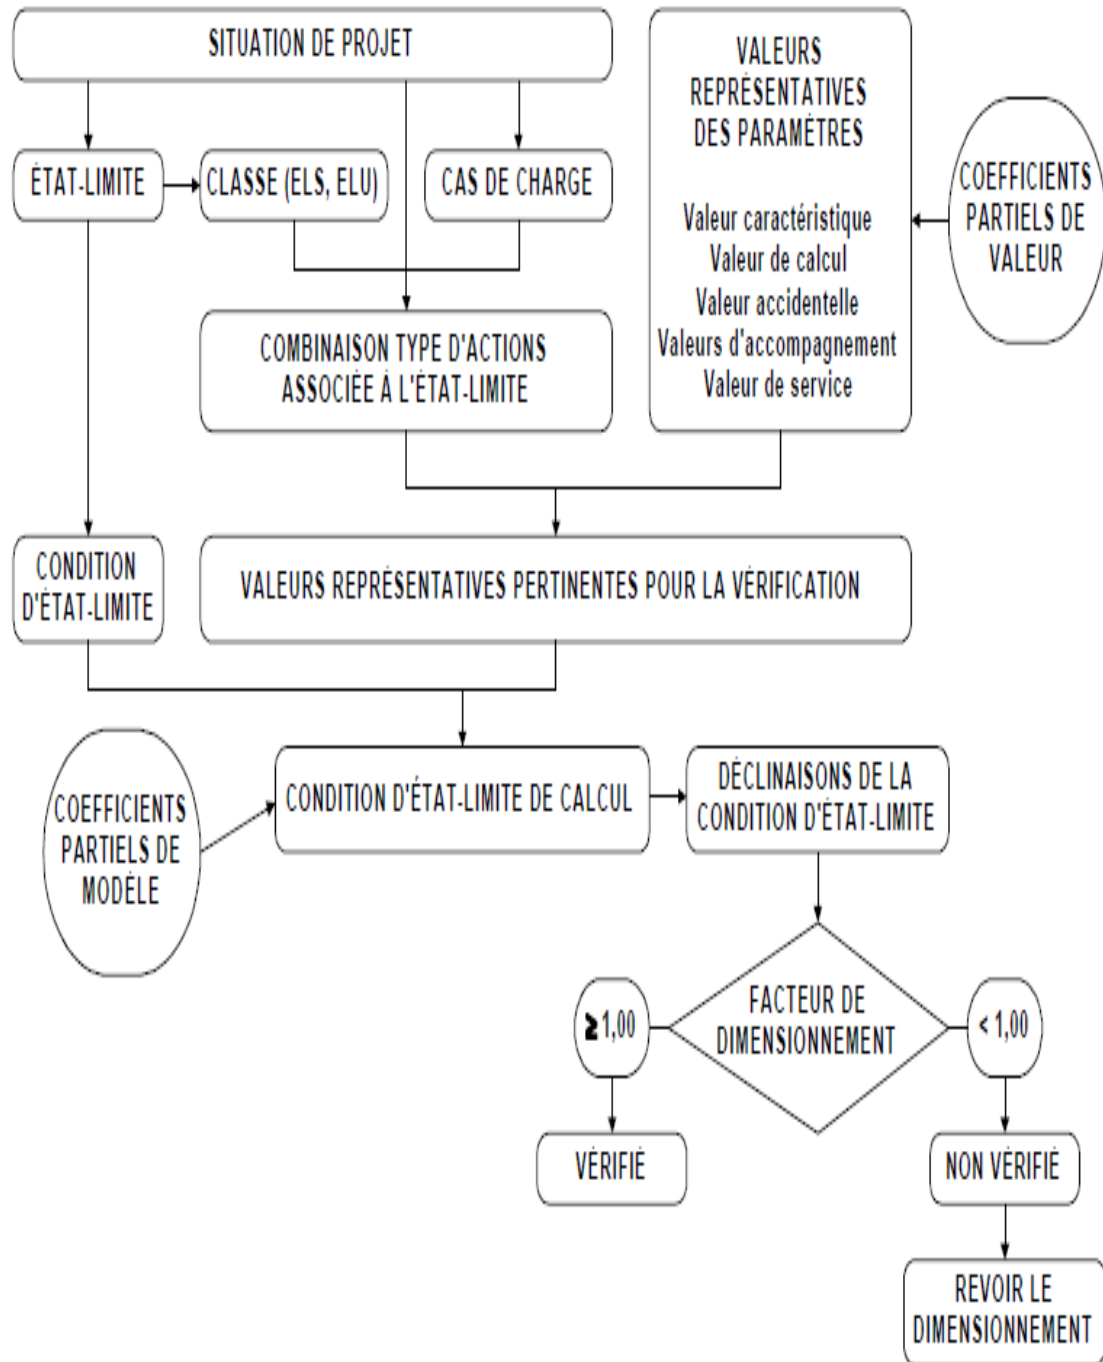 SITUATION DE PROJET
VALEURS
REPRÉSENTATIVES
DES PARAMÈTRES
Valeur caractéristique
Valeur de calcul
Valeur accidentelle
Valeurs d'accompagnement
Valeur de service
COEFFICIENTS
PARTIELS DE
VALEUR
ÉTAT-LIMITE
CLASSE (ELS, ELU)
CAS DE CHARGE
COMBINAISON TYPE D'ACTIONS
ASSOCIÉE À L'ÉTAT-LIMITE
CONDITION
D'ÉTAT-LIMITE
VALEURS REPRÉSENTATIVES PERTINENTES POUR LA VÉRIFICATION
COEFFICIENTS
PARTIELS DE
MODÈLE
CONDITION D'ÉTAT-LIMITE DE CALCUL
DÉCLINAISONS DE LA
CONDITION D'ÉTAT-LIMITE
FACTEUR DE
DIMENSIONNEMENT
≥ 1,00
< 1,00
VÉRIFIÉ
NON VÉRIFIÉ
REVOIR LE
DIMENSIONNEMENT